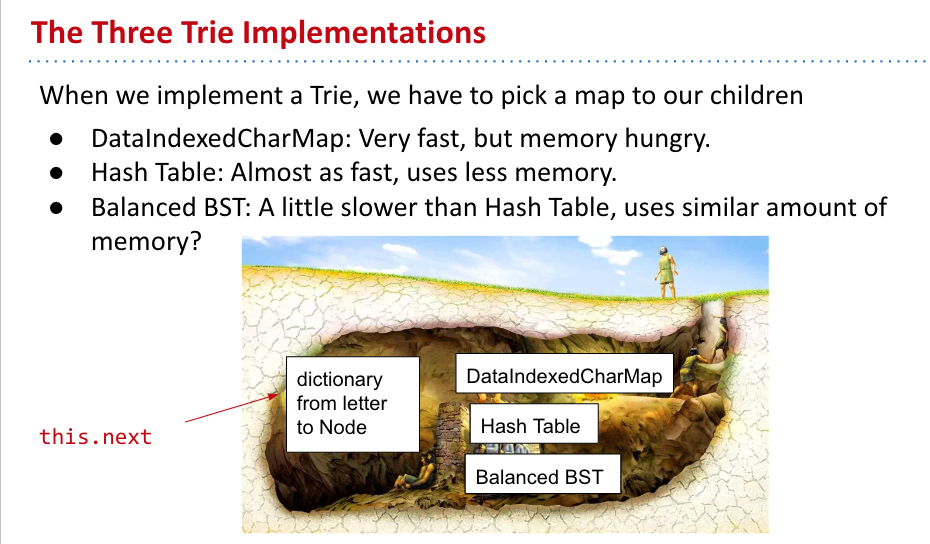 The Three Trie Implementations
When we implement a Trie, we have to pick a map to our children
● DataIndexedCharMap: Very fast, but memory hungry.
● Hash Table: Almost as fast, uses less memory.
● Balanced BST: A little slower than Hash Table, uses similar amount of
memory?
dictionary
from letter
to Node
this.next
DataIndexedCharMap
Hash Table
Balanced BST